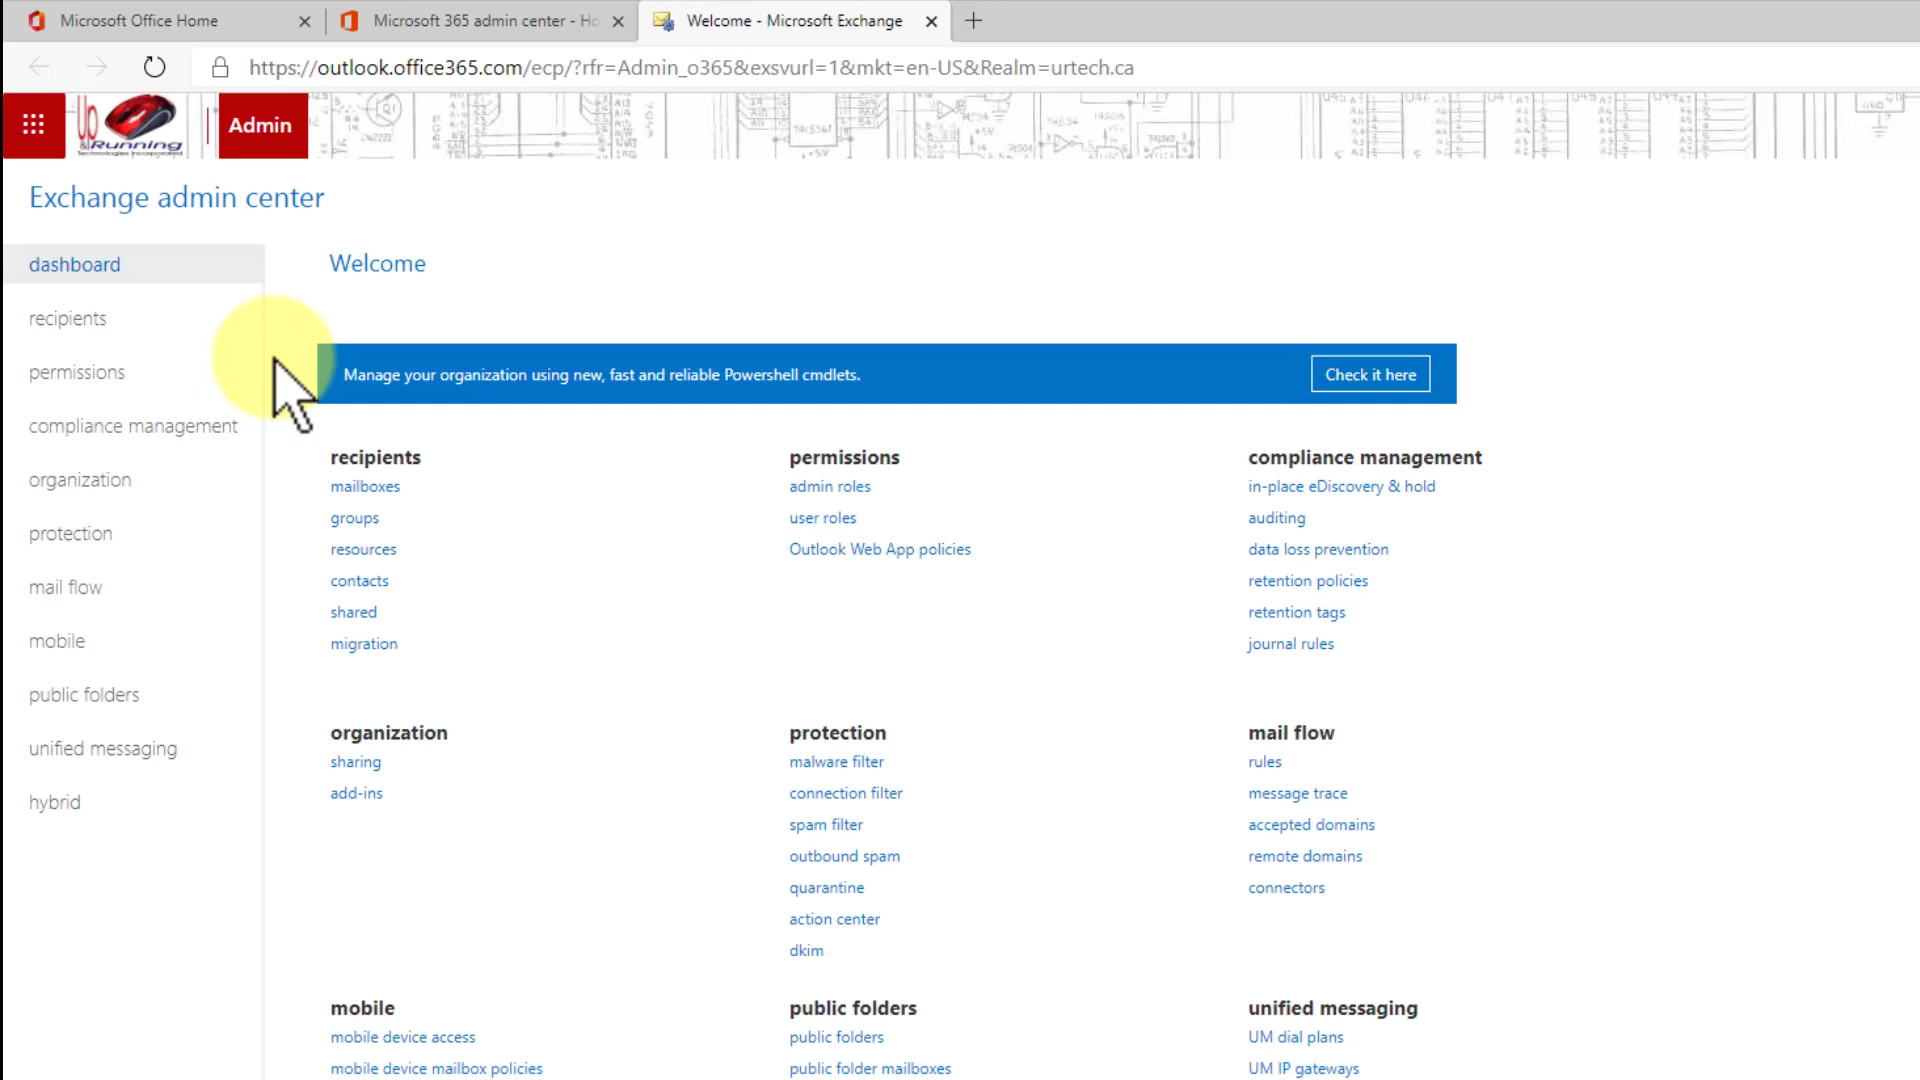 Microsoft Office Home
Microsoft 365 admin center - Ho
Welcome - Microsoft Exchange
https://outlook.office365.com/ecp/?rfr=Admin_o365&exsvurl=1&mkt=en-US&Realm=urtech.ca
Up
& Running
Technologies Incorporated
Admin
74LS367
+5V
+5V
Exchange admin center
dashboard
recipients
permissions
compliance management
organization
protection
mail flow
mobile
public folders
unified messaging
hybrid
Welcome
Manage your organization using new, fast and reliable Powershell cmdlets.
Check it here
recipients
mailboxes
groups
resources
contacts
shared
migration
permissions
admin roles
user roles
Outlook Web App policies
compliance management
in-place eDiscovery & hold
auditing
data loss prevention
retention policies
retention tags
journal rules
organization
sharing
add-ins
protection
malware filter
connection filter
spam filter
outbound spam
quarantine
action center
dkim
mail flow
rules
message trace
accepted domains
remote domains
connectors
mobile
mobile device access
mobile device mailbox policies
public folders
public folders
public folder mailboxes
unified messaging
UM dial plans
UM IP gateways